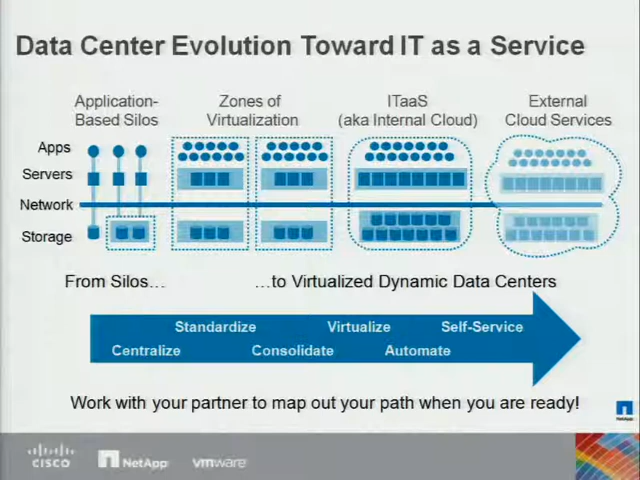 Data Center Evolution Toward IT as a Service
Application-
Based Silos
Zones of
Virtualization
ITaaS
(aka Internal Cloud)
External
Cloud Services
Apps
Servers
Network
Storage
From Silos…
…to Virtualized Dynamic Data Centers
Standardize
Virtualize
Self-Service
Centralize
Consolidate
Automate
Work with your partner to map out your path when you are ready!
NetApp
CISCO
NetApp
vmware